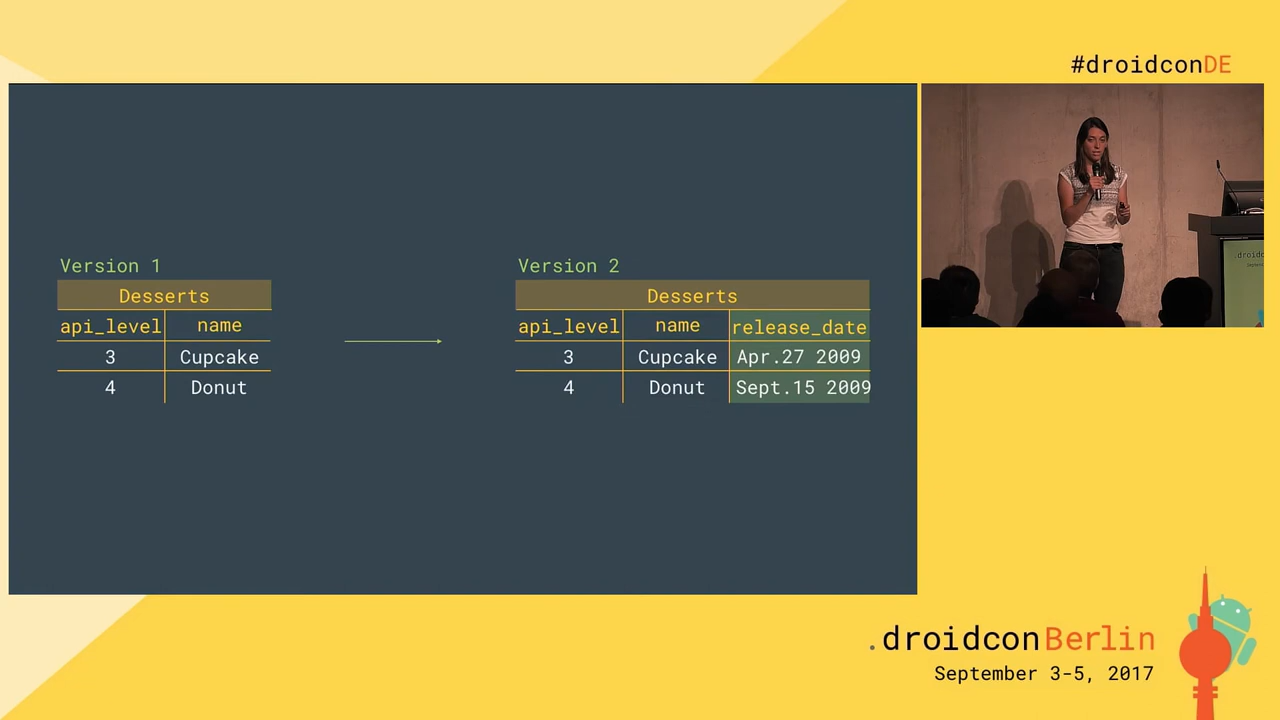 #droidconDE
Version 1
Desserts
api_level name
3 Cupcake
4 Donut
Version 2
Desserts
api_level name release_date
3 Cupcake Apr.27 2009
4 Donut Sept.15 2009
.droidcon
.droidconBerlin
September 3-5, 2017